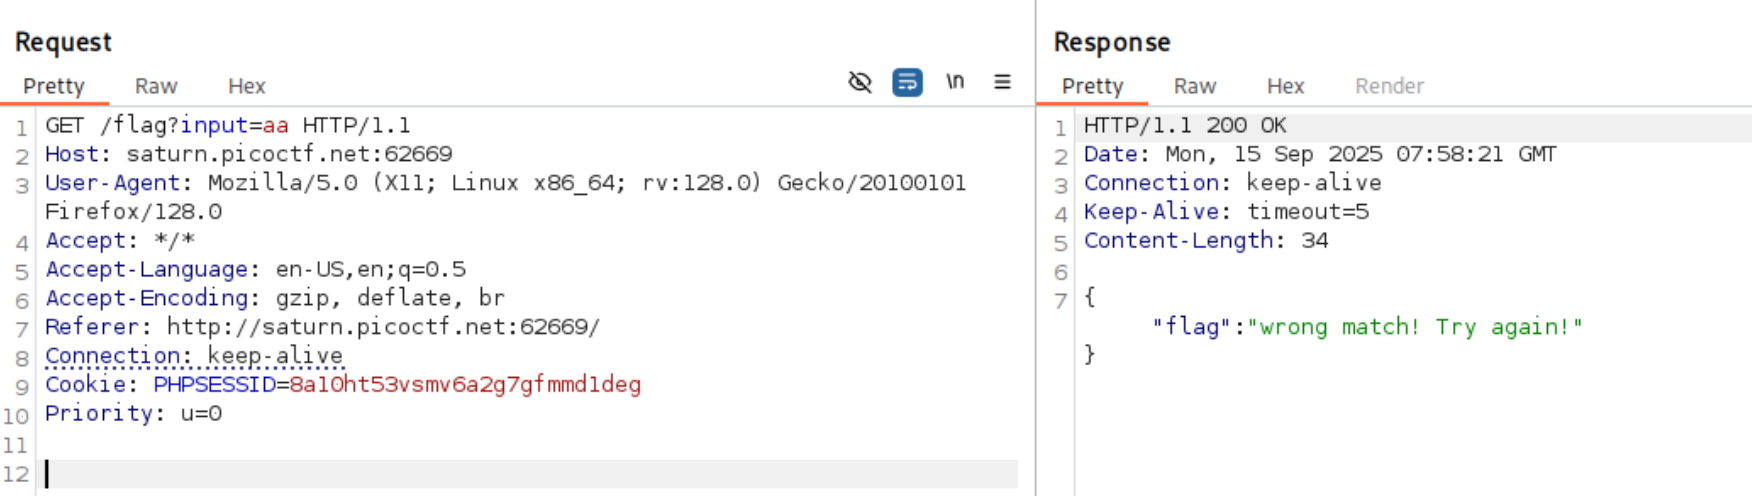 Request
Pretty Raw Hex \n
1 GET /flag?input=aa HTTP/1.1
2 Host: saturn.picoctf.net:62669
3 User-Agent: Mozilla/5.0 (X11; Linux x86_64; rv:128.0) Gecko/20100101
Firefox/128.0
4 Accept: */*
5 Accept-Language: en-US,en;q=0.5
6 Accept-Encoding: gzip, deflate, br
7 Referer: http://saturn.picoctf.net:62669/
8 Connection: keep-alive
9 Cookie: PHPSESSID=8a10ht53vsmv6a2g7gfmmd1deg
10 Priority: u=0
11
12
Response
Pretty Raw Hex Render
1 HTTP/1.1 200 OK
2 Date: Mon, 15 Sep 2025 07:58:21 GMT
3 Connection: keep-alive
4 Keep-Alive: timeout=5
5 Content-Length: 34
6
7 {
"flag":"wrong match! Try again!"
}